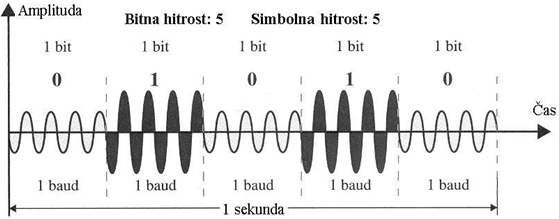 Amplituda
Bitna hitrost: 5 Simbolna hitrost: 5
1 bit 1 bit 1 bit 1 bit 1 bit
0 1 0 1 0
Čas
1 baud 1 baud 1 baud 1 baud 1 baud
1 sekunda